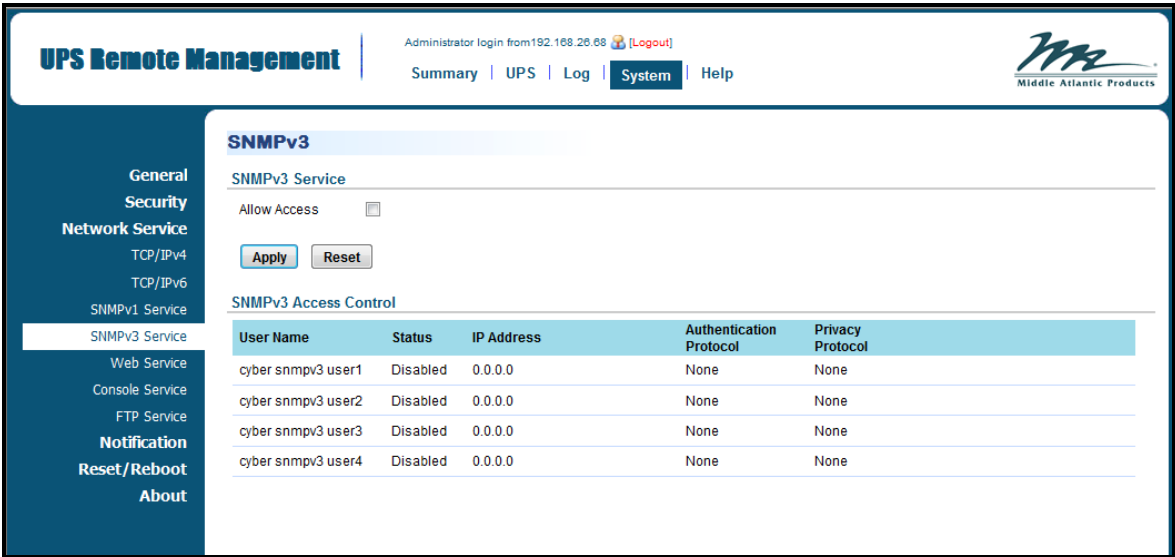 UPS Remote Management
Administrator login from192.168.26.68 [Logout]
Summary | UPS | Log | System | Help
Middle Atlantic Products
General
Security
Network Service
TCP/IPv4
TCP/IPv6
SNMPv1 Service
SNMPv3 Service
Web Service
Console Service
FTP Service
Notification
Reset/Reboot
About
SNMPv3
SNMPv3 Service
Allow Access
Apply Reset
SNMPv3 Access Control
User Name Status IP Address Authentication Protocol Privacy Protocol
cyber snmpv3 user1 Disabled 0.0.0.0 None None
cyber snmpv3 user2 Disabled 0.0.0.0 None None
cyber snmpv3 user3 Disabled 0.0.0.0 None None
cyber snmpv3 user4 Disabled 0.0.0.0 None None